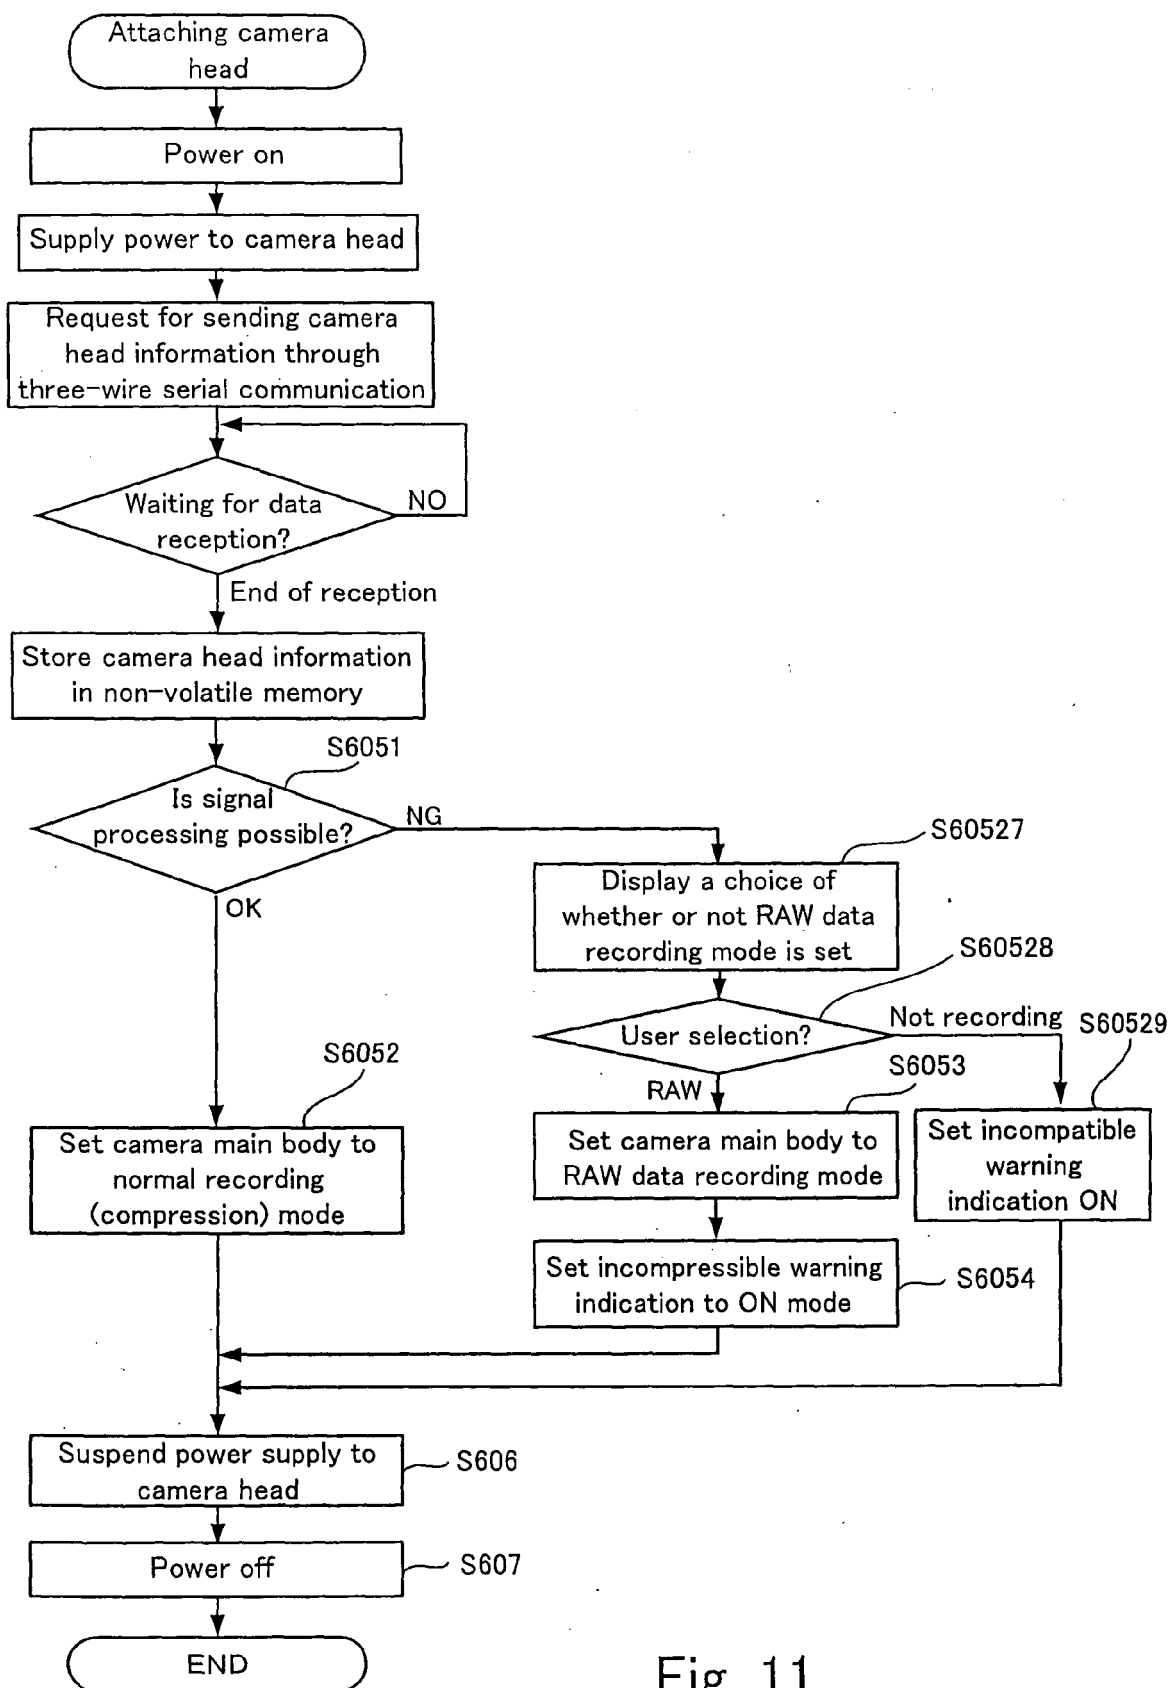 Attaching camera
head
Power on
Supply power to camera head
Request for sending camera
head information through
three-wire serial communication
Waiting for data
reception?
NO
End of reception
Store camera head information
in non-volatile memory
S6051
Is signal
processing possible?
NG
OK
S60527
Display a choice of
whether or not RAW data
recording mode is set
S60528
User selection?
Not recording
S60529
RAW
S6053
S6052
Set camera main body to
normal recording
(compression) mode
Set camera main body to
RAW data recording mode
Set incompatible
warning
indication ON
Set incompressible warning
indication to ON mode
S6054
Suspend power supply to
camera head
S606
Power off
S607
END
Fig. 11